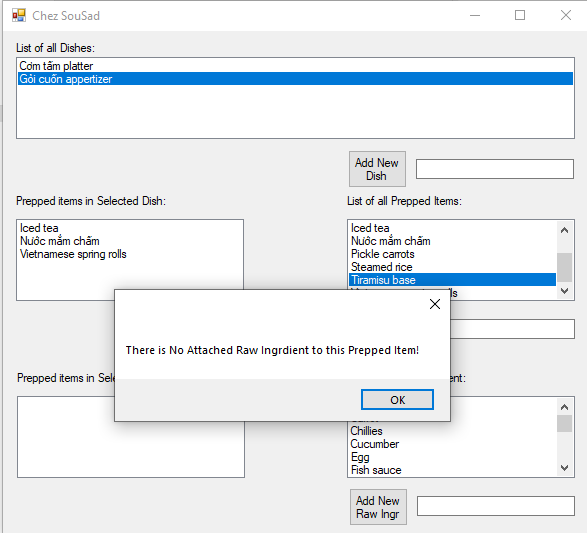 Chez SouSad
List of all Dishes:
Cơm tấm platter
Gỏi cuốn appertizer
Add New
Dish
Prepped items in Selected Dish:
List of all Prepped Items:
Iced tea
Nước mắm chấm
Vietnamese spring rolls
Iced tea
Nước mắm chấm
Pickle carrots
Steamed rice
Tiramisu base
There is No Attached Raw Ingrdient to this Prepped Item!
OK
Prepped items in
Chillies
Cucumber
Egg
Fish sauce
Add New
Raw Ingr